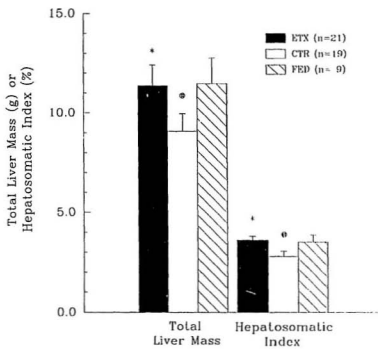 15.0
10.0
5.0
0.0
Total Liver Mass (g) or
Hepatosomatic Index (%)
ETX (n=21)
CTR (n=19)
FED (n= 9)
*
@
*
@
Total
Liver Mass
Hepatosomatic
Index